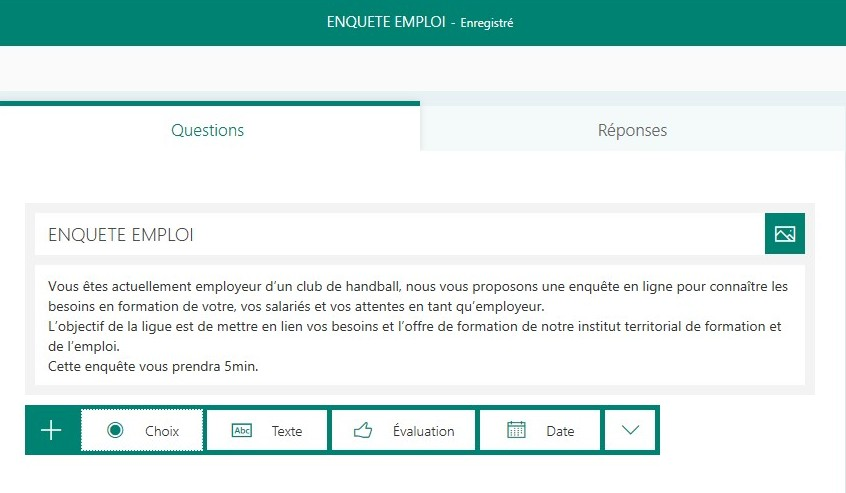 ENQUETE EMPLOI - Enregistré
Questions
Réponses
ENQUETE EMPLOI
Vous êtes actuellement employeur d’un club de handball, nous vous proposons une enquête en ligne pour connaître les
besoins en formation de votre, vos salariés et vos attentes en tant qu’employeur.
L’objectif de la ligue est de mettre en lien vos besoins et l’offre de formation de notre institut territorial de formation et
de l’emploi.
Cette enquête vous prendra 5min.
Choix
Abc Texte
Évaluation
Date